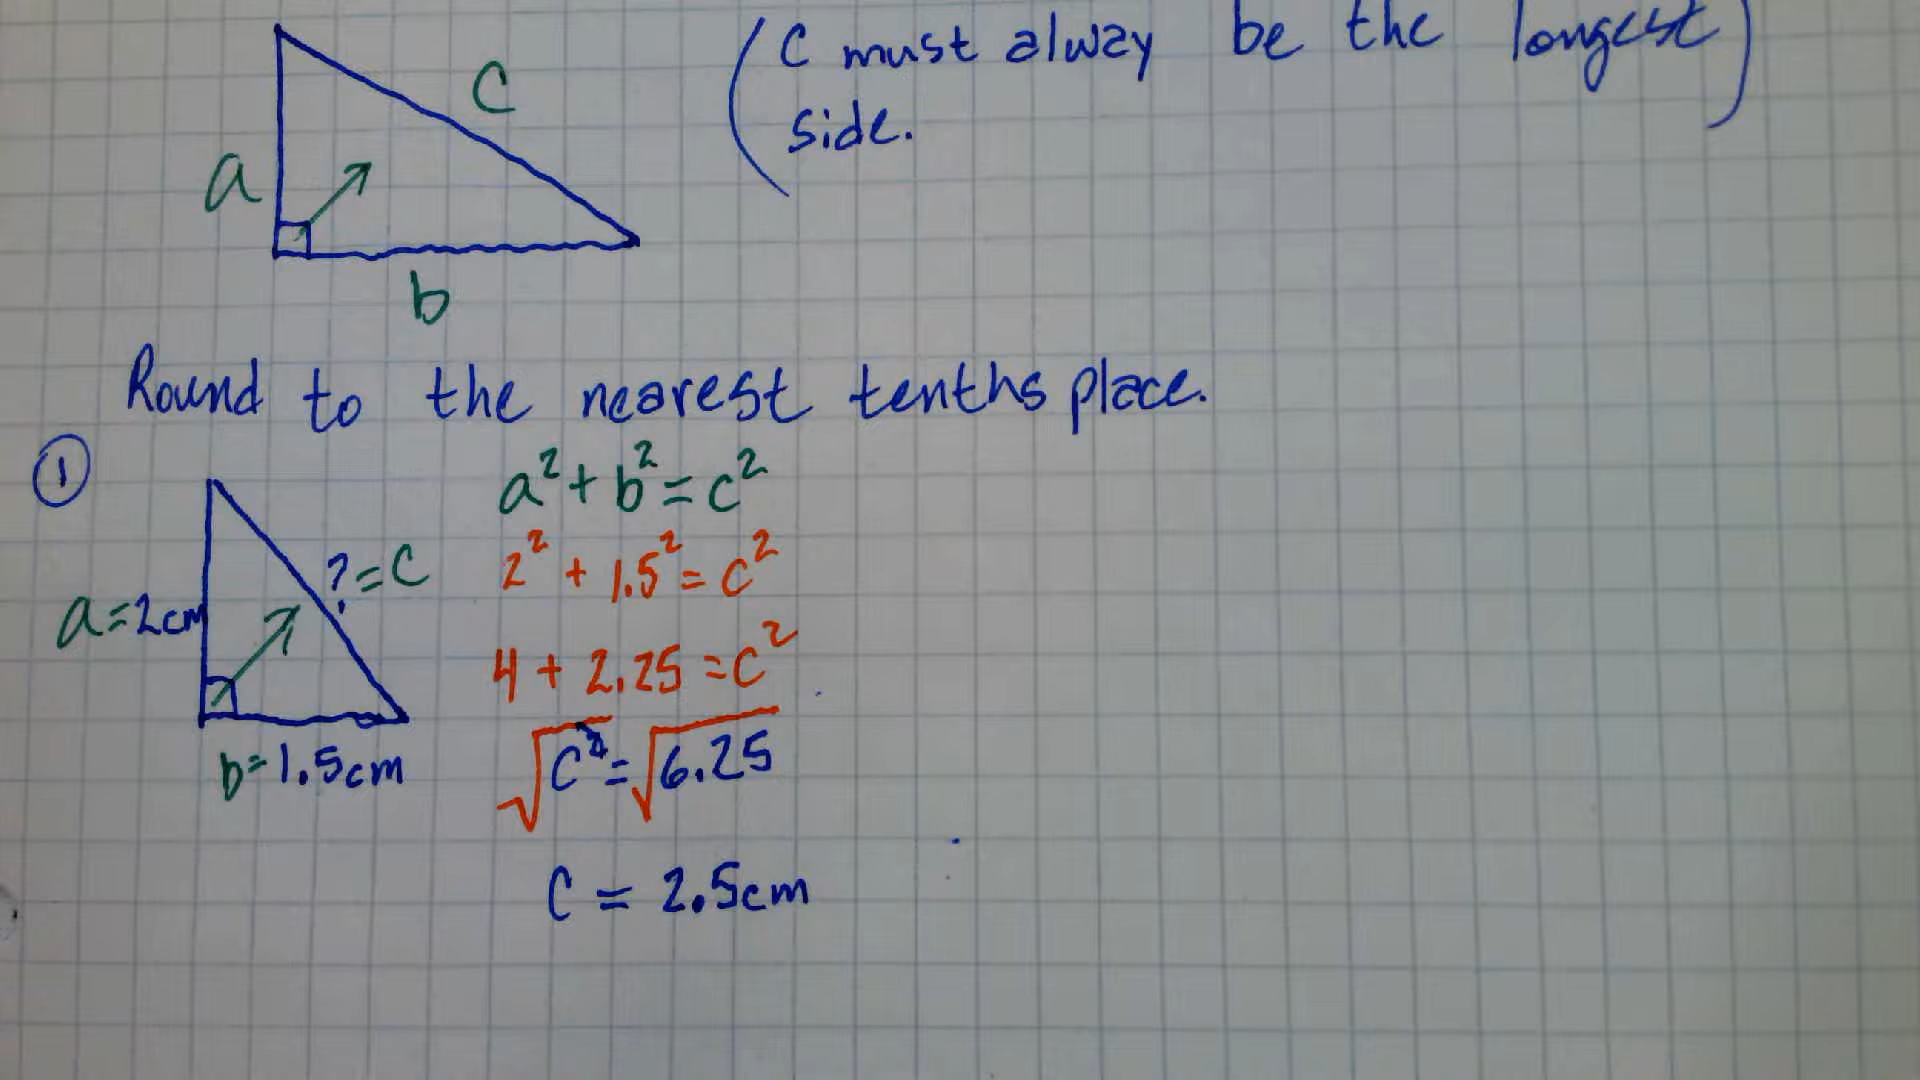 (C must alway be the longest)
side.
c
a
b
Round to the nearest tenths place.
①
a² + b² = c²
2² + 1.5² = c²
? = c
a = 2cm
4 + 2.25 = c²
√c² = √6.25
b = 1.5cm
c = 2.5cm